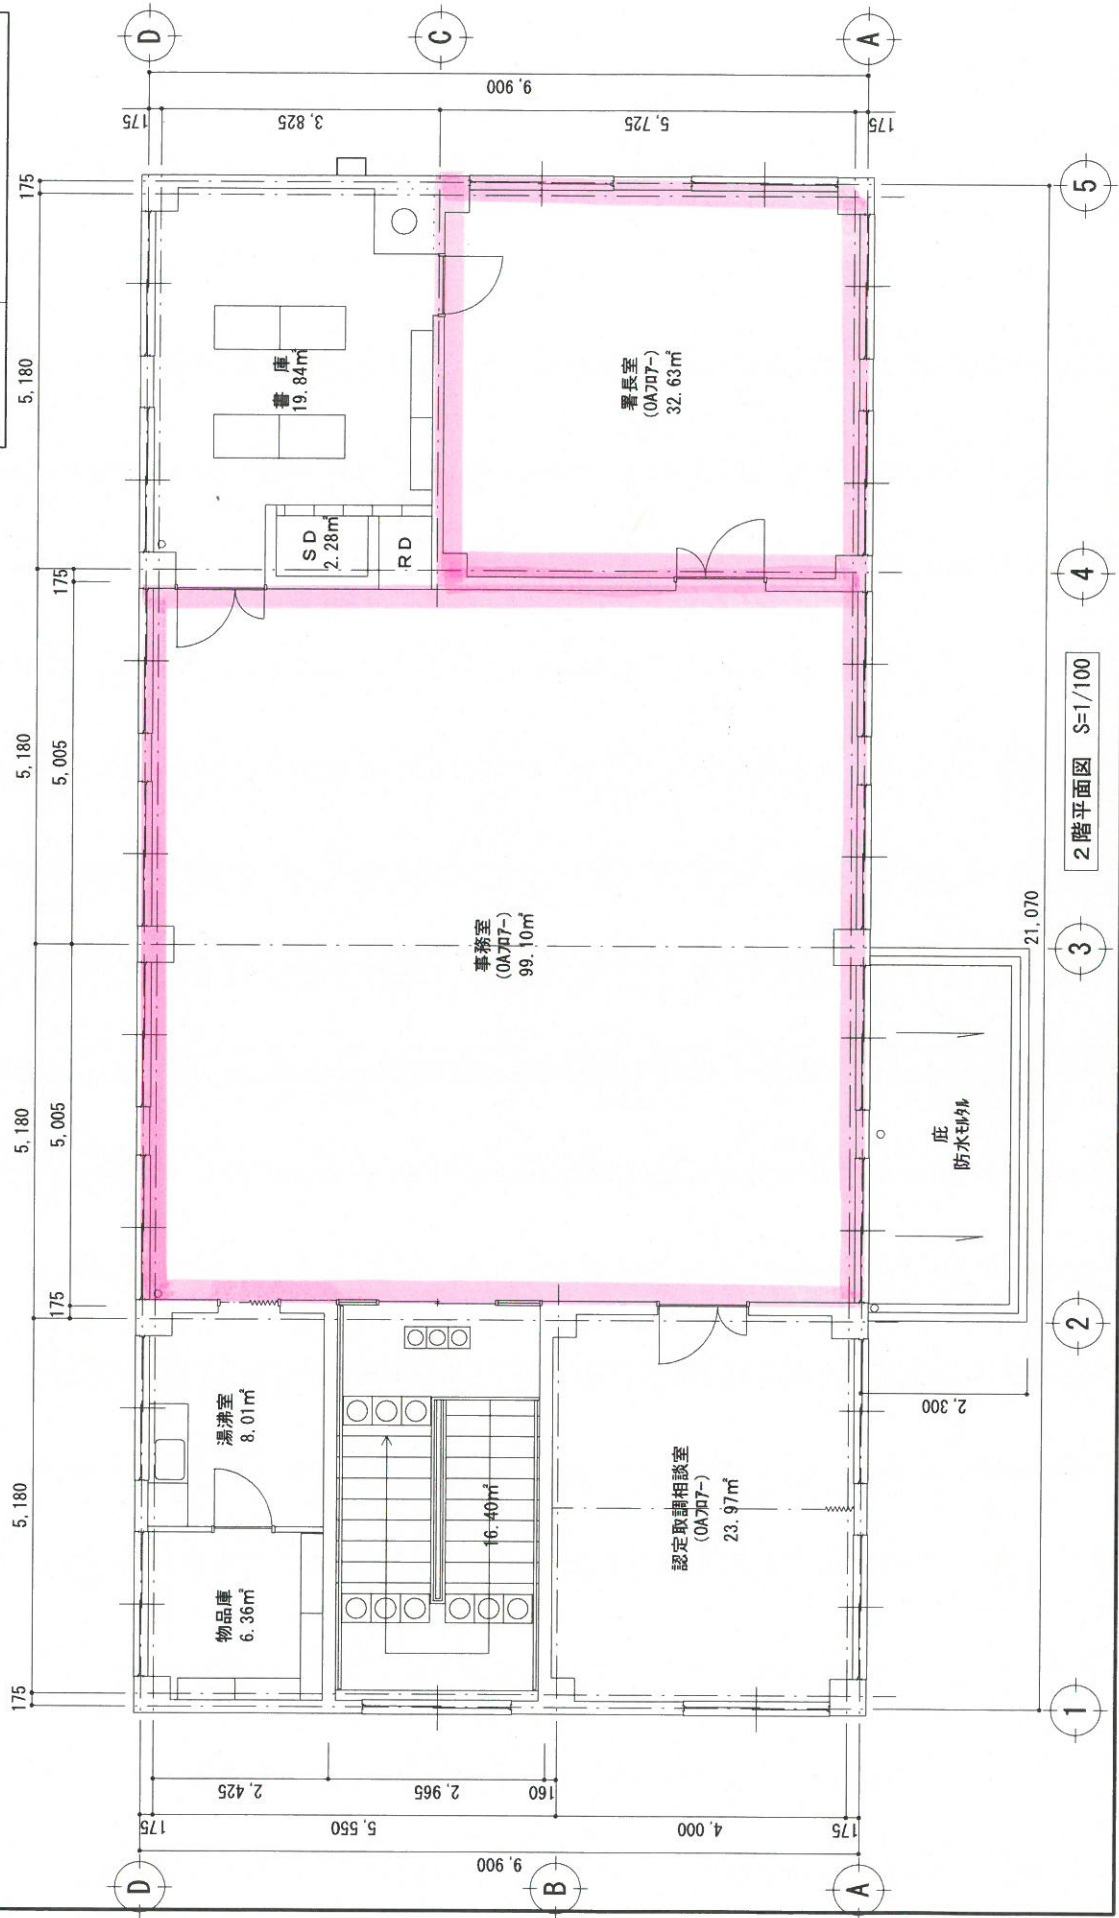 D
C
A
9,900
175
3,825
5,725
175
175
5,180
175
5,180
5,005
5,180
5,005
175
5,180
175
書　庫
19.84㎡
ＳＤ
2.28㎡
ＲＤ
署長室
(OAﾌﾛｱｰ)
32.63㎡
事務室
(OAﾌﾛｱｰ)
99.10㎡
湯沸室
8.01㎡
物品庫
6.36㎡
16.40㎡
認定取調相談室
(OAﾌﾛｱｰ)
23.97㎡
庇
防水ﾓﾙﾀﾙ
2,300
21,070
5
4
3
2
1
２階平面図　S=1/100
2,425
2,965
160
175
5,550
4,000
175
9,900
D
B
A